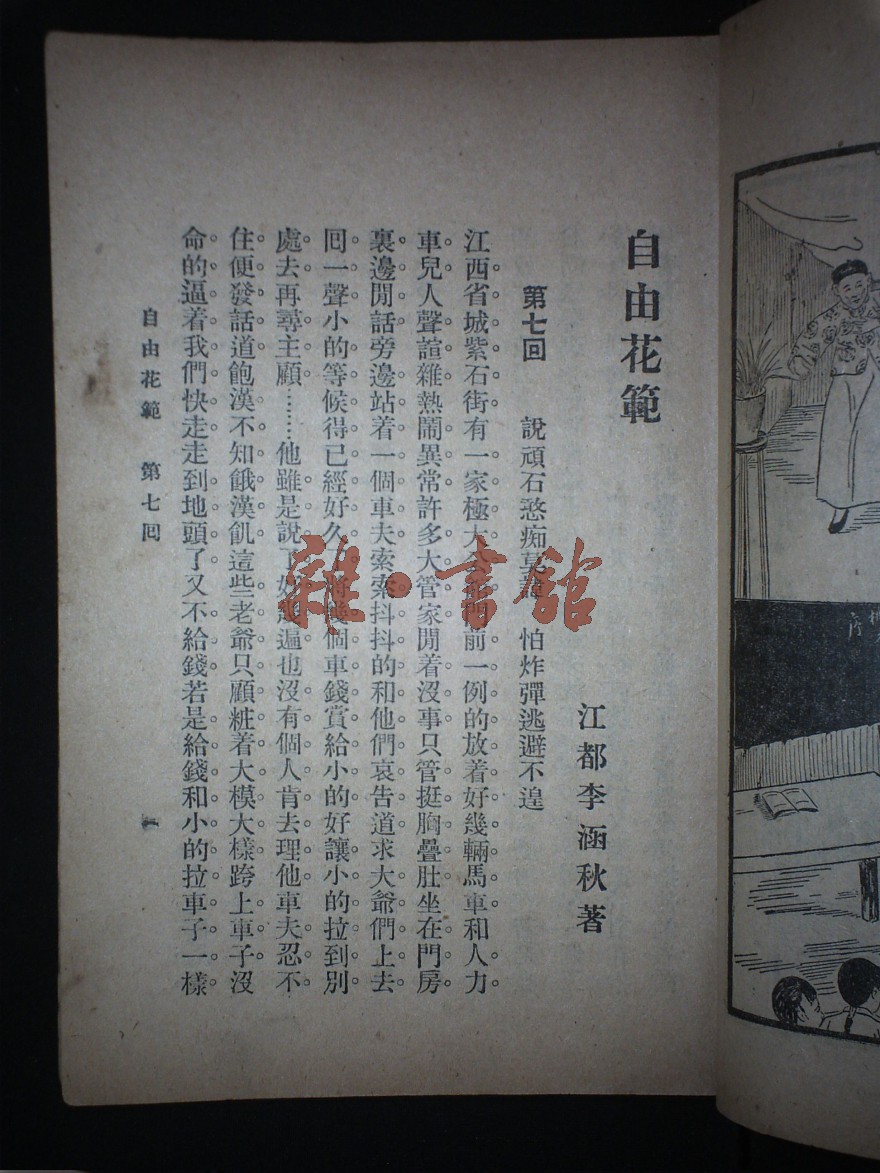 自由花範
江都李涵秋著
第七回 說頑石憨痴莫 怕炸彈逃避不遑
江西省城紫石街有一家極大門前一例的放着好幾輛馬車和人力
車兒人聲諠雜熱鬧異常許多大管家閒着沒事只管挺胸疊肚坐在門房
裏邊閒話旁邊站着一個車夫索索抖抖的和他們哀告道求大爺們上去
囘一聲小的等候得已經好久了將幾個車錢賞給小的好讓小的拉到別
處去再尋主顧………他雖是說了好幾遍也沒有個人肯去理他車夫忍不
住便發話道飽漢不知餓漢飢這些老爺只顧粧着大模大樣跨上車子沒
命的逼着我們快走走到地頭了又不給錢若是給錢和小的拉車子一樣
自由花範 第七回
一
雜·書館